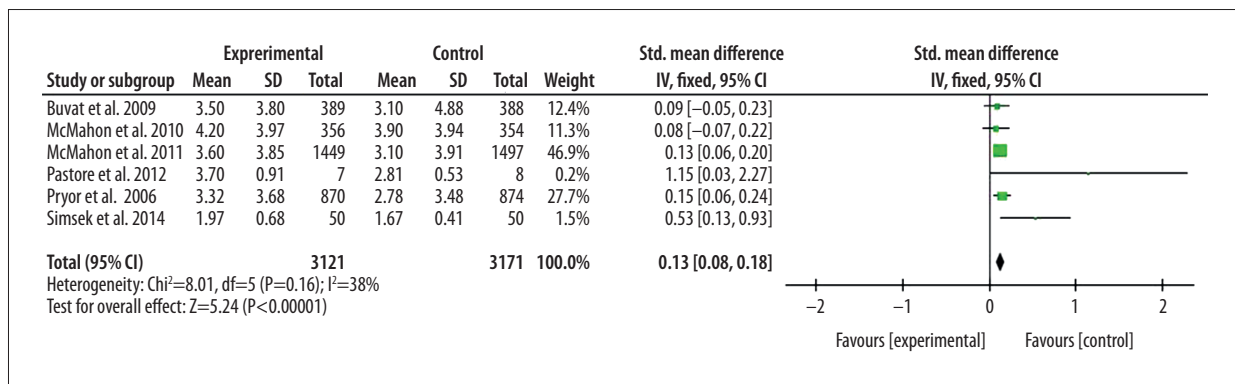 Exprerimental Control Std. mean difference Std. mean difference
Study or subgroup Mean SD Total Mean SD Total Weight IV, fixed, 95% CI IV, fixed, 95% CI
Buvat et al. 2009 3.50 3.80 389 3.10 4.88 388 12.4% 0.09 [−0.05, 0.23]
McMahon et al. 2010 4.20 3.97 356 3.90 3.94 354 11.3% 0.08 [−0.07, 0.22]
McMahon et al. 2011 3.60 3.85 1449 3.10 3.91 1497 46.9% 0.13 [0.06, 0.20]
Pastore et al. 2012 3.70 0.91 7 2.81 0.53 8 0.2% 1.15 [0.03, 2.27]
Pryor et al. 2006 3.32 3.68 870 2.78 3.48 874 27.7% 0.15 [0.06, 0.24]
Simsek et al. 2014 1.97 0.68 50 1.67 0.41 50 1.5% 0.53 [0.13, 0.93]
Total (95% CI) 3121 3171 100.0% 0.13 [0.08, 0.18]
Heterogeneity: Chi²=8.01, df=5 (P=0.16); I²=38%
Test for overall effect: Z=5.24 (P<0.00001)
−2 −1 0 1 2
Favours [experimental] Favours [control]